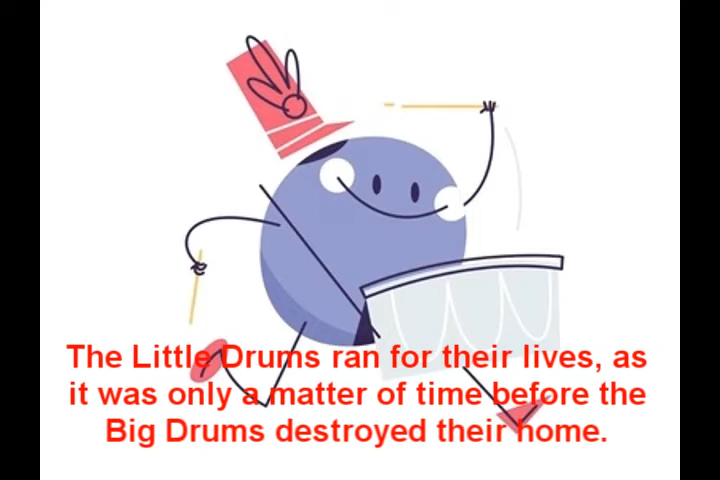 The Little Drums ran for their lives, as
it was only a matter of time before the
Big Drums destroyed their home.